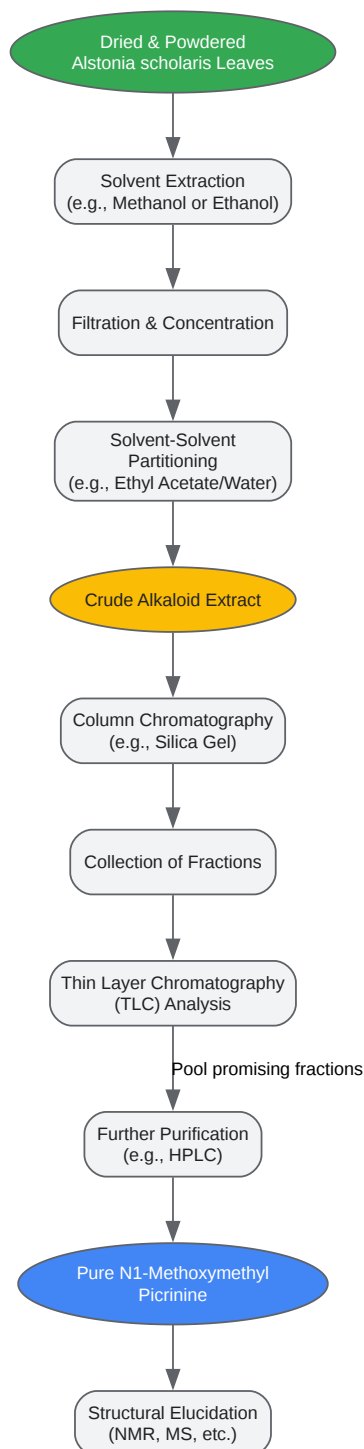 Dried & Powdered
Alstonia scholaris Leaves
Solvent Extraction
(e.g., Methanol or Ethanol)
Filtration & Concentration
Solvent-Solvent
Partitioning
(e.g., Ethyl Acetate/Water)
Crude Alkaloid Extract
Column Chromatography
(e.g., Silica Gel)
Collection of Fractions
Thin Layer Chromatography
(TLC) Analysis
Pool promising fractions
Further Purification
(e.g., HPLC)
Pure N1-Methoxymethyl
Picrinine
Structural Elucidation
(NMR, MS, etc.)